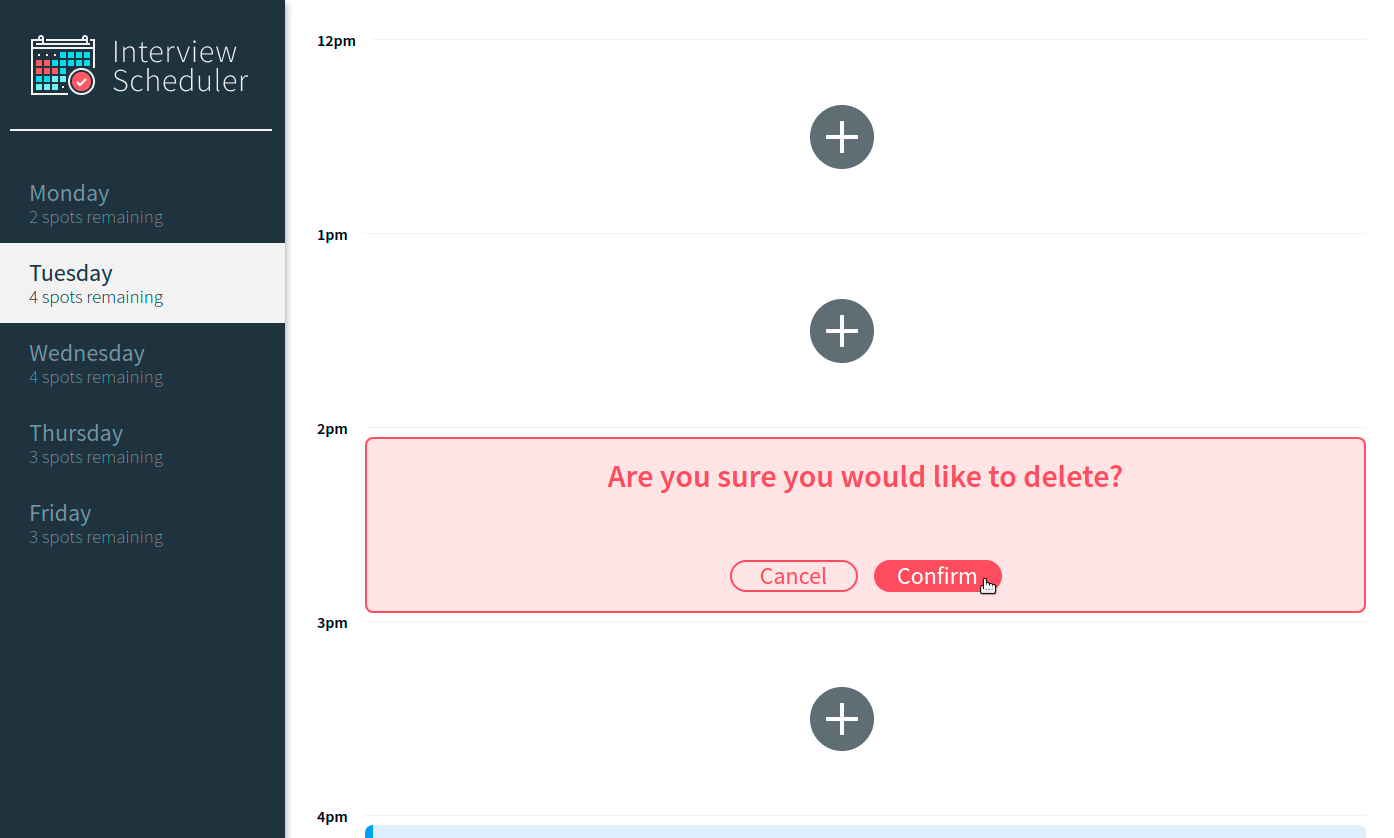 Interview
Scheduler
Monday
2 spots remaining
Tuesday
4 spots remaining
Wednesday
4 spots remaining
Thursday
3 spots remaining
Friday
3 spots remaining
12pm
1pm
2pm
Are you sure you would like to delete?
Cancel Confirm
3pm
4pm